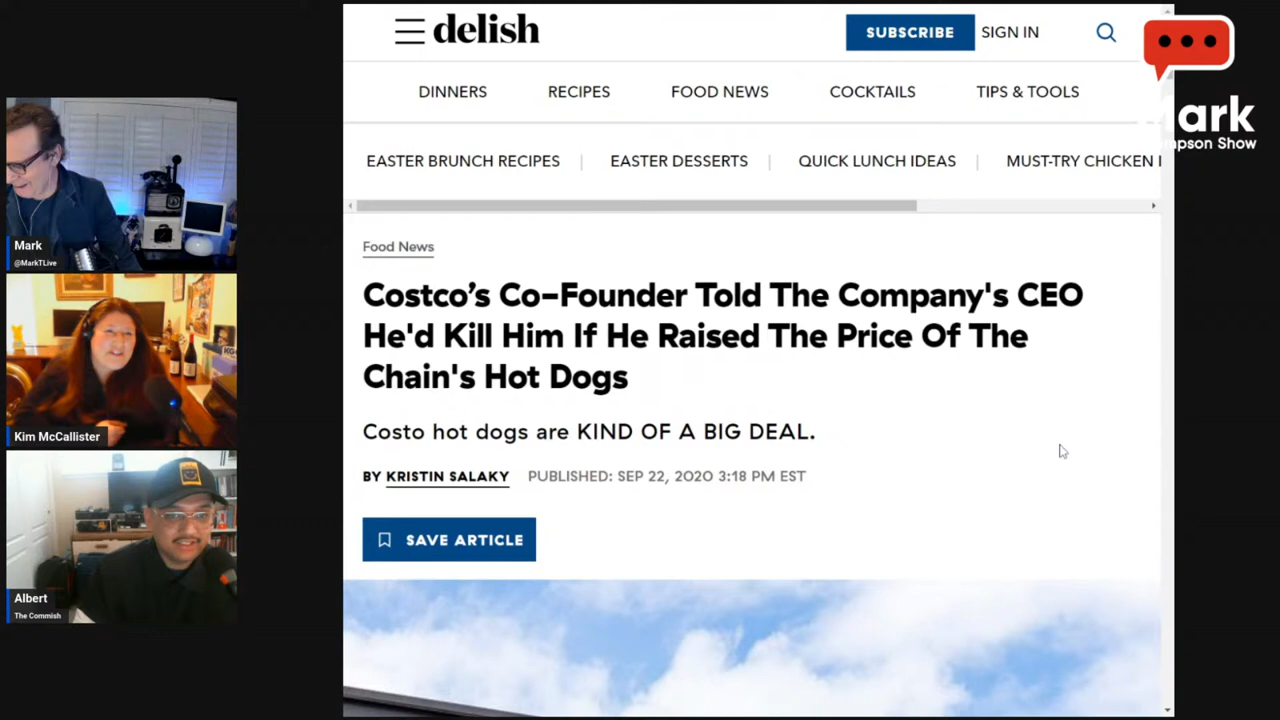 delish
SUBSCRIBE
SIGN IN
DINNERS
RECIPES
FOOD NEWS
COCKTAILS
TIPS & TOOLS
EASTER BRUNCH RECIPES
EASTER DESSERTS
QUICK LUNCH IDEAS
MUST-TRY CHICKEN
Food News
Costco’s Co-Founder Told The Company's CEO
He'd Kill Him If He Raised The Price Of The
Chain's Hot Dogs
Costo hot dogs are KIND OF A BIG DEAL.
BY KRISTIN SALAKY
PUBLISHED: SEP 22, 2020 3:18 PM EST
SAVE ARTICLE
Mark
mpson Show
Mark
@MarkTLive
Kim McCallister
Albert
The Commish